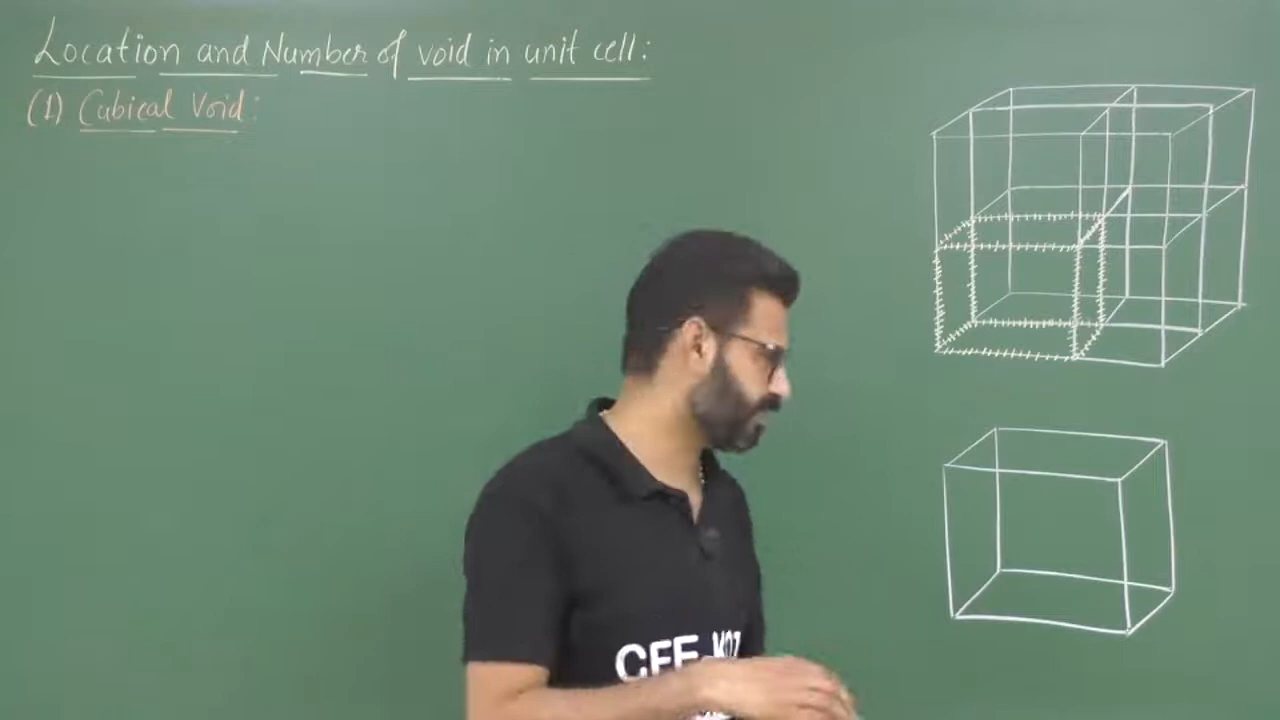 Location and Number of void in unit cell:
(1) Cubical Void: